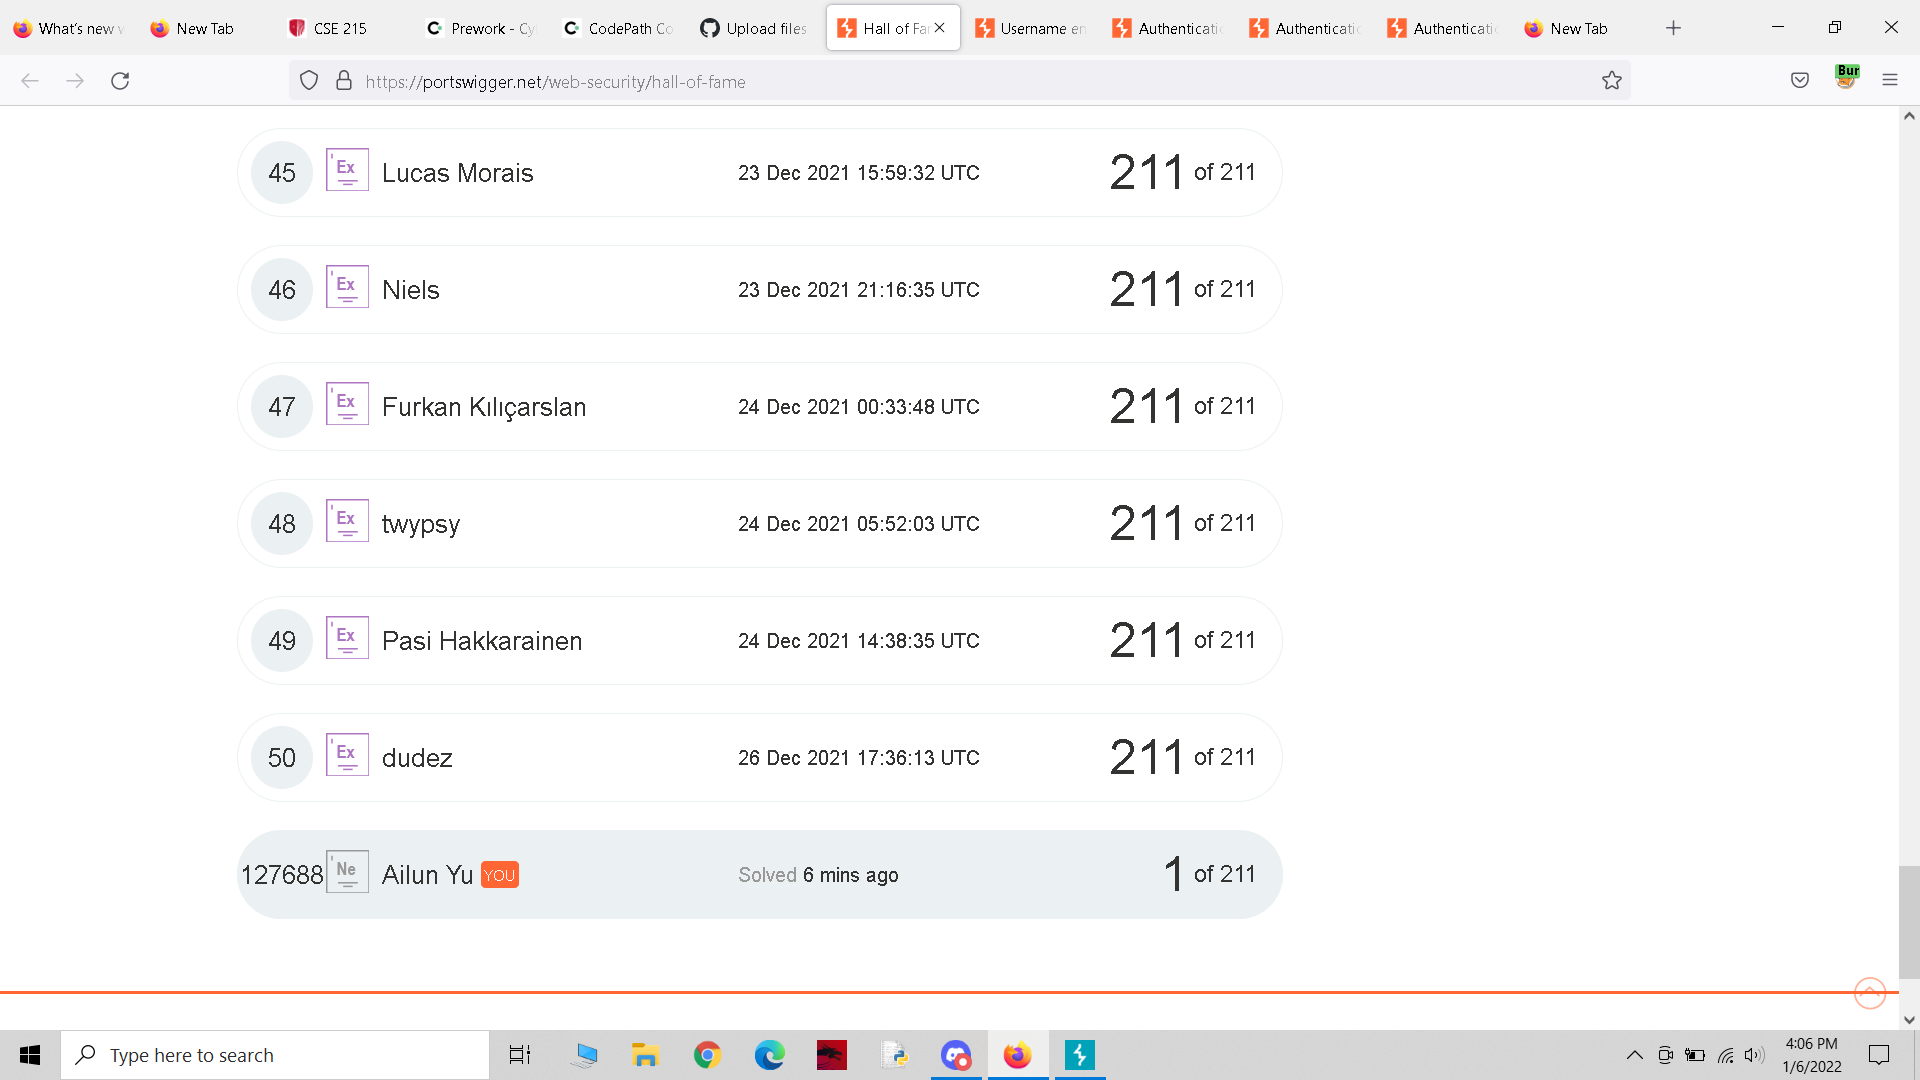 What's new
New Tab
CSE 215
Prework - Cy
CodePath Co
Upload files
Hall of Fa
Username en
Authenticatic
Authenticatic
Authenticatic
New Tab
https://portswigger.net/web-security/hall-of-fame
Bur
45 Ex Lucas Morais 23 Dec 2021 15:59:32 UTC 211 of 211
46 Ex Niels 23 Dec 2021 21:16:35 UTC 211 of 211
47 Ex Furkan Kılıçarslan 24 Dec 2021 00:33:48 UTC 211 of 211
48 Ex twypsy 24 Dec 2021 05:52:03 UTC 211 of 211
49 Ex Pasi Hakkarainen 24 Dec 2021 14:38:35 UTC 211 of 211
50 Ex dudez 26 Dec 2021 17:36:13 UTC 211 of 211
127688 Ne Ailun Yu YOU Solved 6 mins ago 1 of 211
Type here to search
4:06 PM
1/6/2022